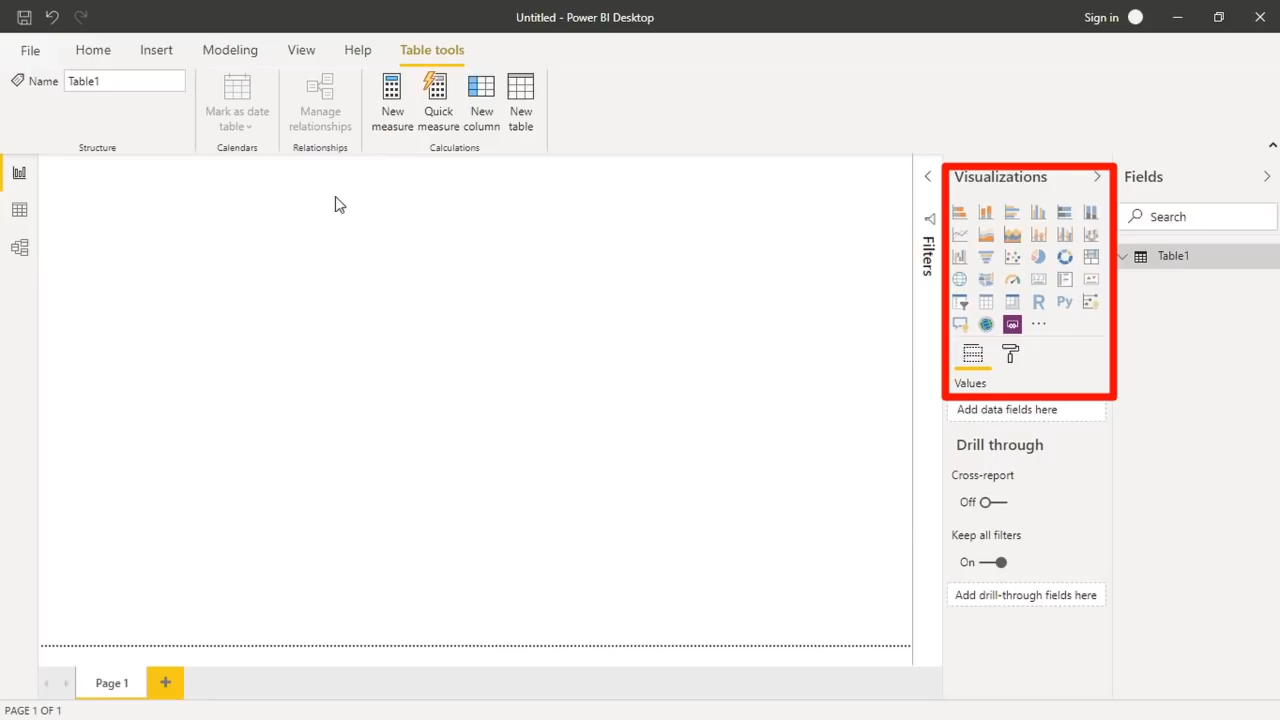 Untitled - Power BI Desktop
Sign in
File Home Insert Modeling View Help Table tools
Name Table1
Mark as date table
Manage relationships
New measure
Quick measure
New column
New table
Structure
Calendars
Relationships
Calculations
Filters
Visualizations
R
Py
Values
Add data fields here
Drill through
Cross-report
Off
Keep all filters
On
Add drill-through fields here
Fields
Search
Table1
Page 1
PAGE 1 OF 1